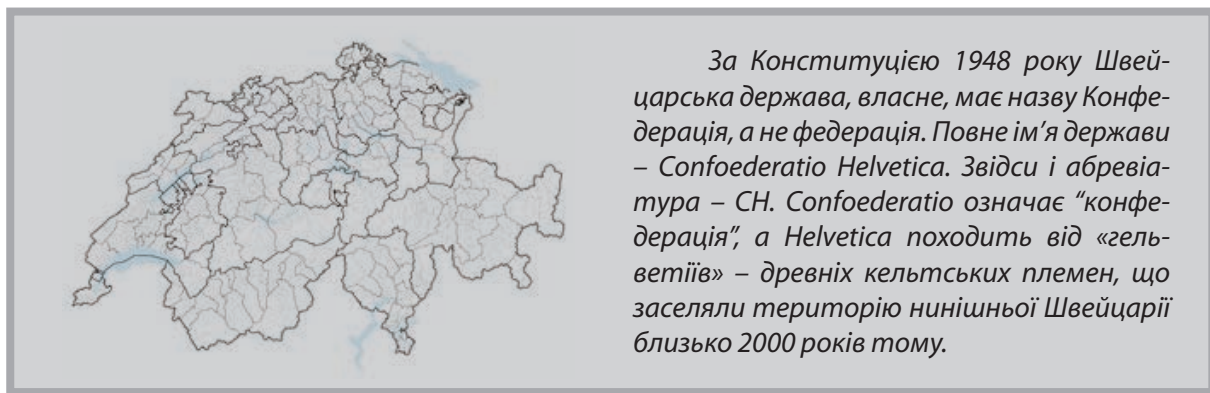 За Конституцією 1948 року Швей-
царська держава, власне, має назву Конфе-
дерація, а не федерація. Повне ім’я держави
– Confoederatio Helvetica. Звідси і абревіа-
тура – CH. Confoederatio означає “конфе-
дерація”, а Helvetica походить від «гель-
ветіїв» – древніх кельтських племен, що
заселяли територію нинішньої Швейцарії
близько 2000 років тому.